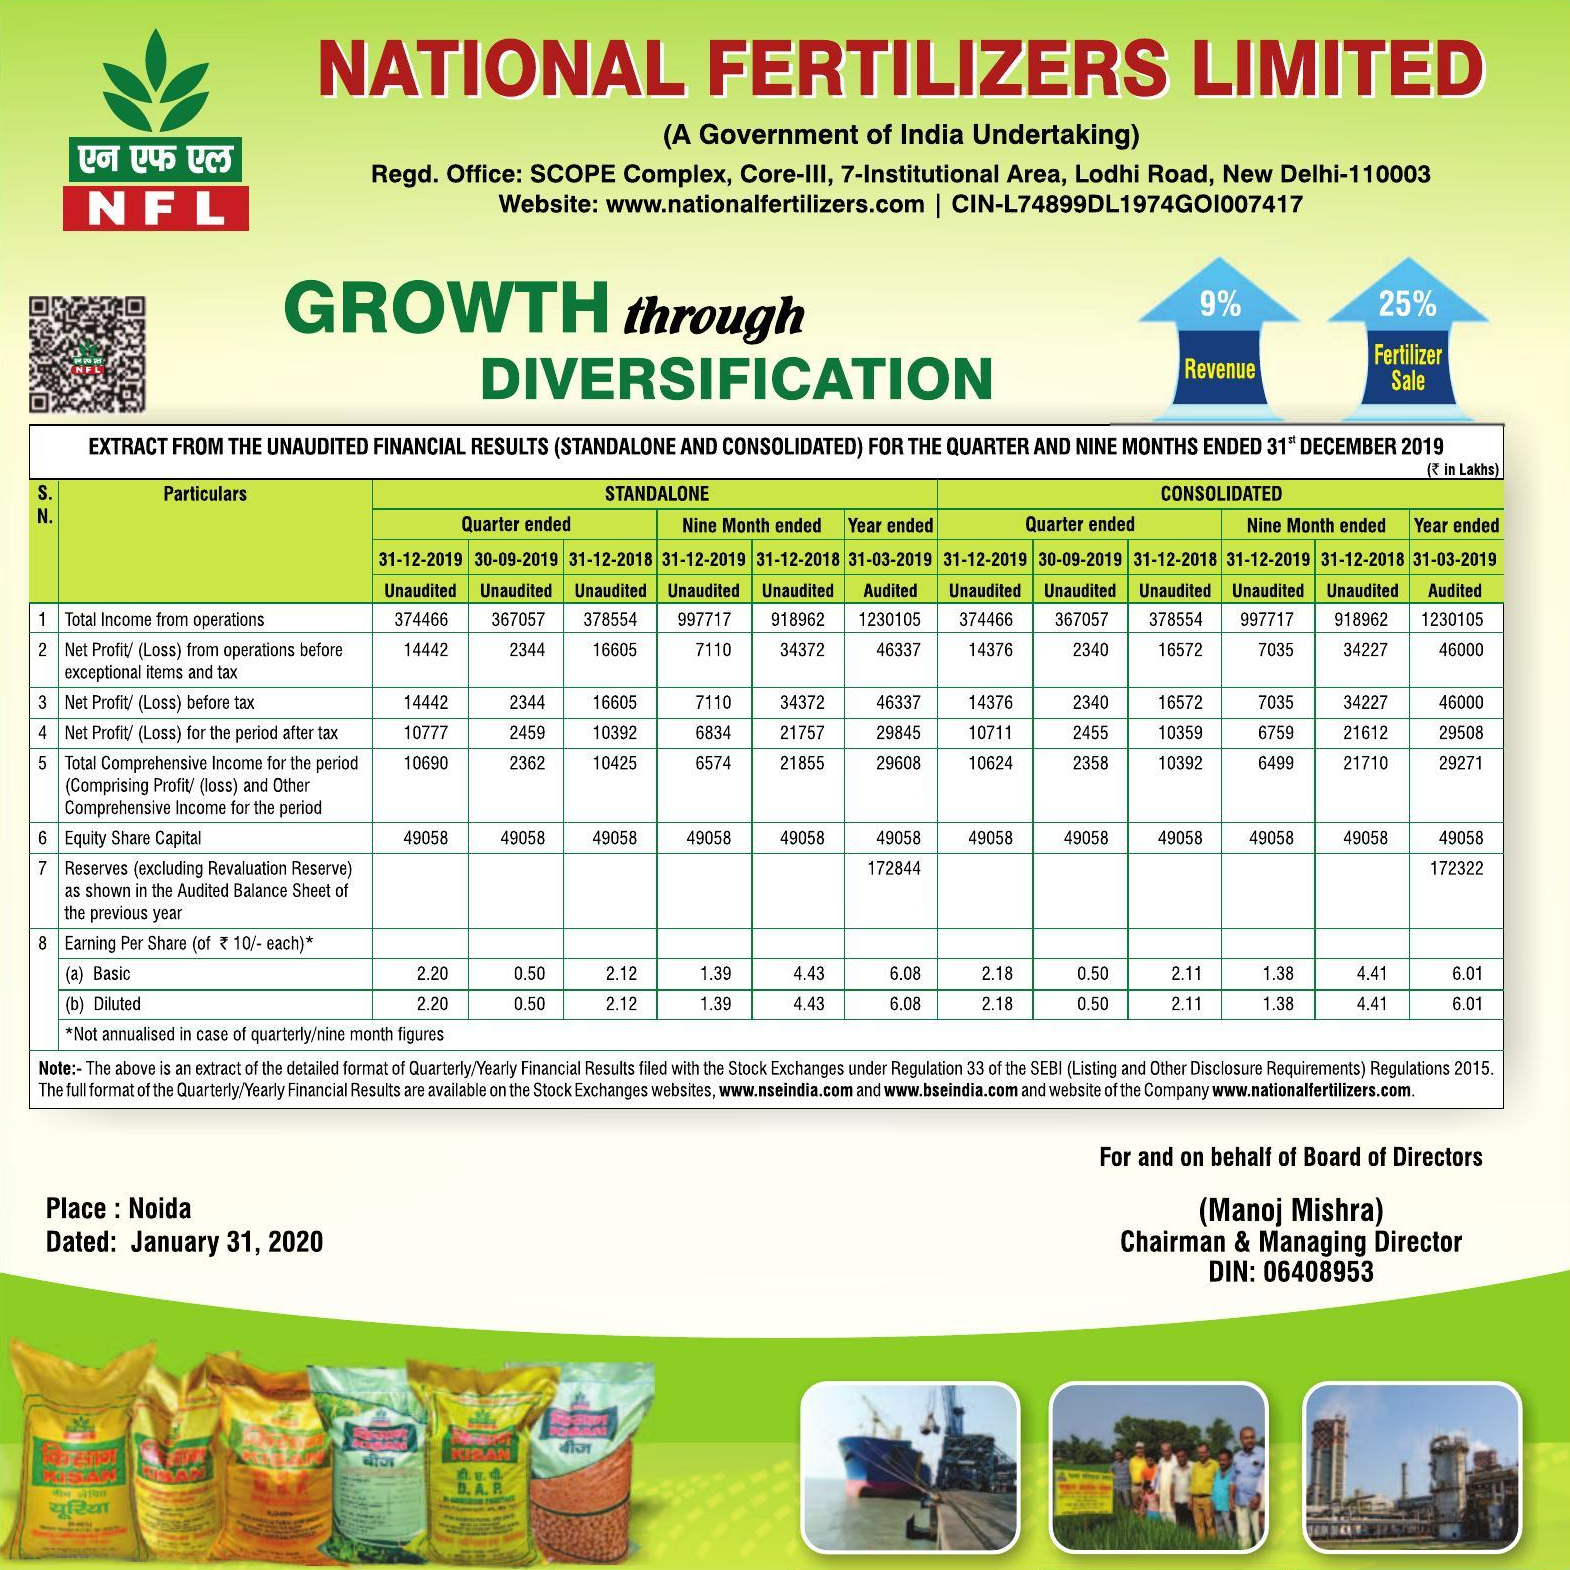 एन एफ एल
NFL
NATIONAL FERTILIZERS LIMITED
(A Government of India Undertaking)
Regd. Office: SCOPE Complex, Core-III, 7-Institutional Area, Lodhi Road, New Delhi-110003
Website: www.nationalfertilizers.com | CIN-L74899DL1974GOI007417
GROWTH through
DIVERSIFICATION
9%
Revenue
25%
Fertilizer
Sale
EXTRACT FROM THE UNAUDITED FINANCIAL RESULTS (STANDALONE AND CONSOLIDATED) FOR THE QUARTER AND NINE MONTHS ENDED 31st DECEMBER 2019
(₹ in Lakhs)
S. N. Particulars STANDALONE CONSOLIDATED
Quarter ended Nine Month ended Year ended Quarter ended Nine Month ended Year ended
31-12-2019 30-09-2019 31-12-2018 31-12-2019 31-12-2018 31-03-2019 31-12-2019 30-09-2019 31-12-2018 31-12-2019 31-12-2018 31-03-2019
Unaudited Unaudited Unaudited Unaudited Unaudited Audited Unaudited Unaudited Unaudited Unaudited Unaudited Audited
1 Total Income from operations 374466 367057 378554 997717 918962 1230105 374466 367057 378554 997717 918962 1230105
2 Net Profit/ (Loss) from operations before 14442 2344 16605 7110 34372 46337 14376 2340 16572 7035 34227 46000
exceptional items and tax
3 Net Profit/ (Loss) before tax 14442 2344 16605 7110 34372 46337 14376 2340 16572 7035 34227 46000
4 Net Profit/ (Loss) for the period after tax 10777 2459 10392 6834 21757 29845 10711 2455 10359 6759 21612 29508
5 Total Comprehensive Income for the period 10690 2362 10425 6574 21855 29608 10624 2358 10392 6499 21710 29271
(Comprising Profit/ (loss) and Other
Comprehensive Income for the period
6 Equity Share Capital 49058 49058 49058 49058 49058 49058 49058 49058 49058 49058 49058 49058
7 Reserves (excluding Revaluation Reserve) 172844 172322
as shown in the Audited Balance Sheet of
the previous year
8 Earning Per Share (of ₹ 10/- each)*
(a) Basic 2.20 0.50 2.12 1.39 4.43 6.08 2.18 0.50 2.11 1.38 4.41 6.01
(b) Diluted 2.20 0.50 2.12 1.39 4.43 6.08 2.18 0.50 2.11 1.38 4.41 6.01
*Not annualised in case of quarterly/nine month figures
Note:- The above is an extract of the detailed format of Quarterly/Yearly Financial Results filed with the Stock Exchanges under Regulation 33 of the SEBI (Listing and Other Disclosure Requirements) Regulations 2015.
The full format of the Quarterly/Yearly Financial Results are available on the Stock Exchanges websites, www.nseindia.com and www.bseindia.com and website of the Company www.nationalfertilizers.com.
For and on behalf of Board of Directors
Place : Noida
Dated: January 31, 2020
(Manoj Mishra)
Chairman & Managing Director
DIN: 06408953
किसान
KISAN
यूरिया
KISAN
बीज
KISAN
डी. ए. पी.
D. A. P.
किसान
बीज